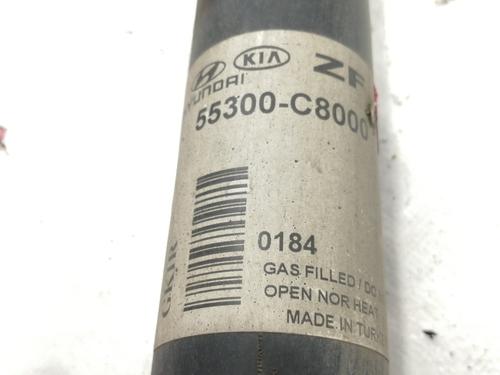 KIA ZF
HYUNDAI
55300-C8000
0184
GAS FILLED / DO
OPEN NOR HEAT
MADE IN TURK